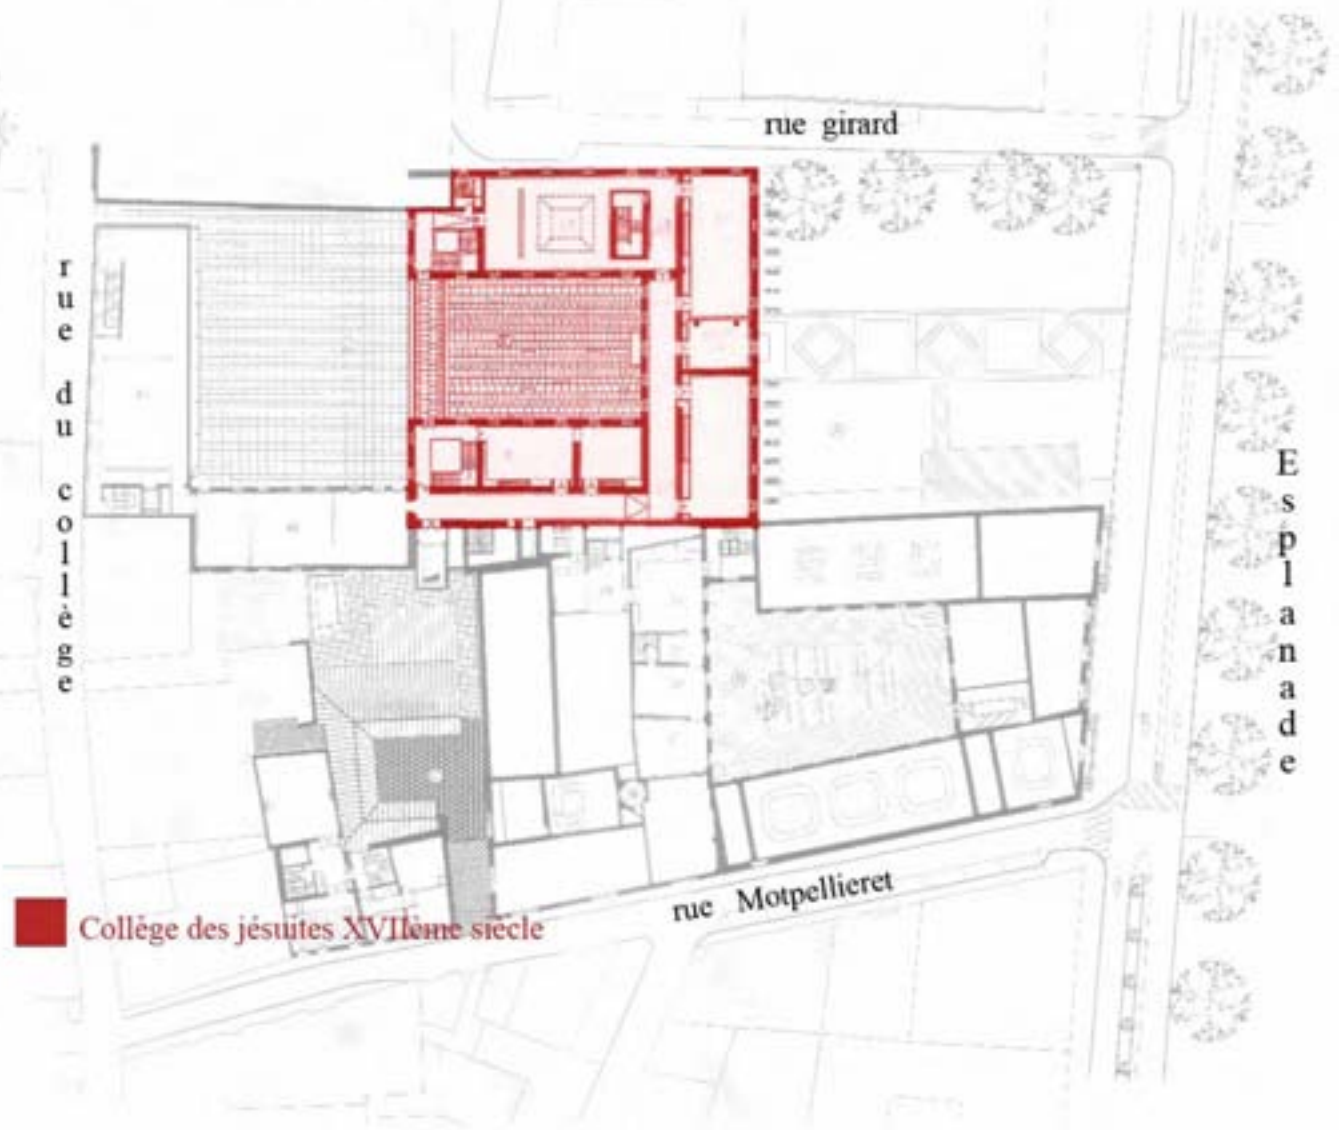 rue girard
rue du collège
Esplanade
rue Motpellieret
Collège des jésuites XVIIème siècle